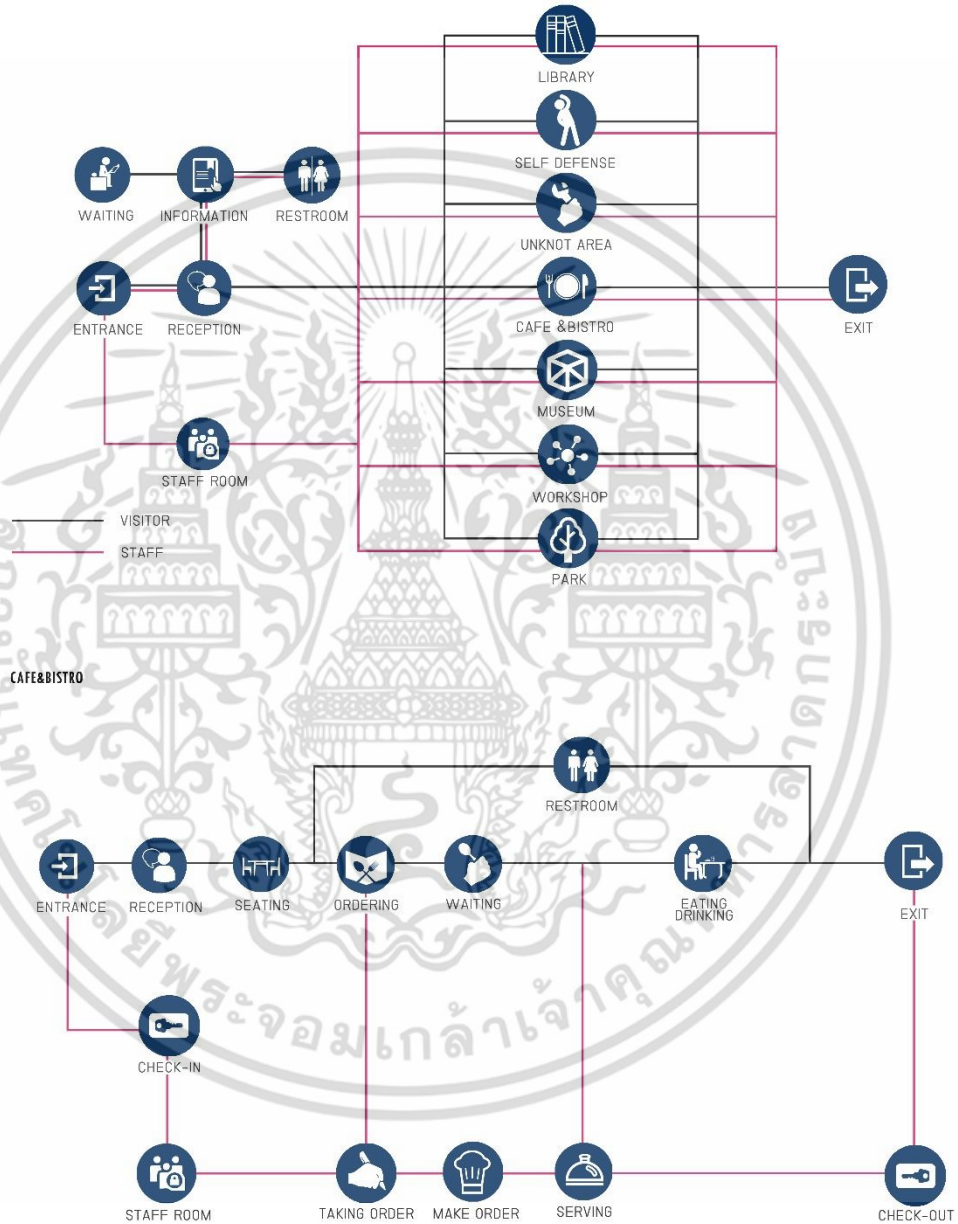 LIBRARY
SELF DEFENSE
WAITING
INFORMATION
RESTROOM
UNKNOT AREA
ENTRANCE
RECEPTION
CAFE &BISTRO
EXIT
MUSEUM
STAFF ROOM
WORKSHOP
VISITOR
STAFF
PARK
CAFE&BISTRO
RESTROOM
ENTRANCE
RECEPTION
SEATING
ORDERING
WAITING
EATING
DRINKING
EXIT
CHECK-IN
STAFF ROOM
TAKING ORDER
MAKE ORDER
SERVING
CHECK-OUT